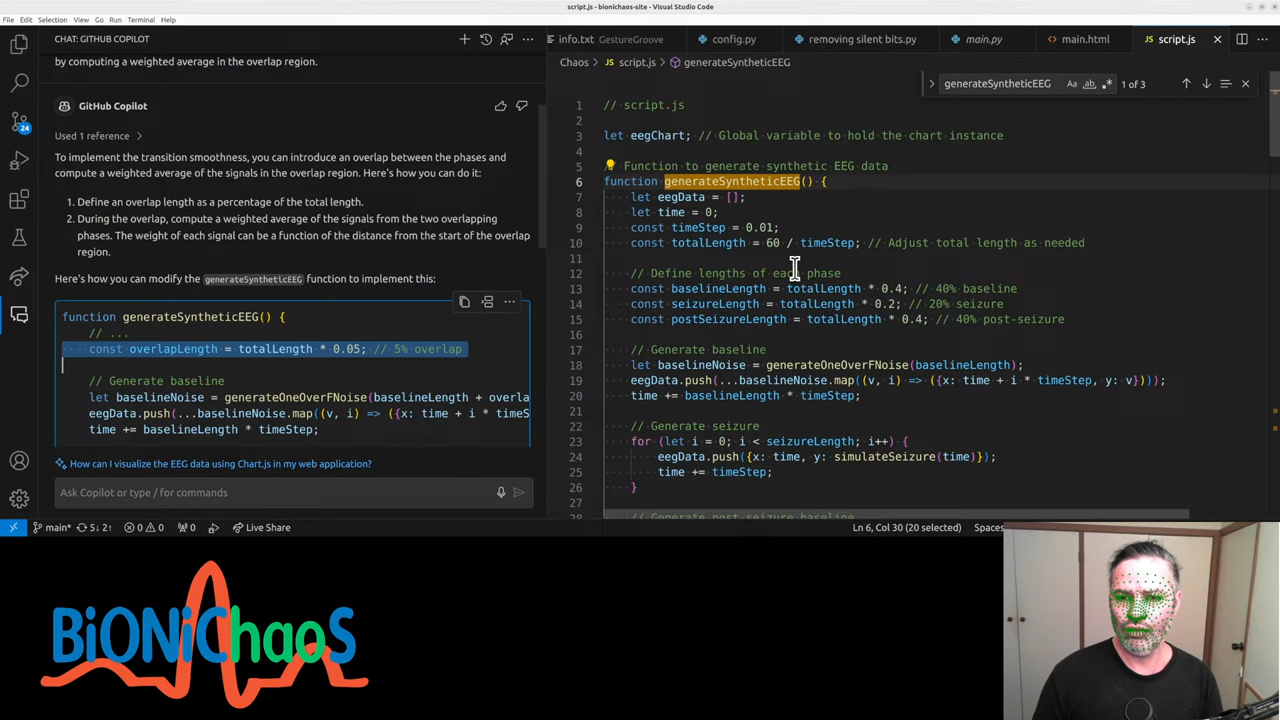 script.js - bionichaos-site - Visual Studio Code
File Edit Selection View Go Run Terminal Help
CHAT: GITHUB COPILOT
by computing a weighted average in the overlap region.
GitHub Copilot
Used 1 reference
To implement the transition smoothness, you can introduce an overlap between the phases and
compute a weighted average of the signals in the overlap region. Here's how you can do it:
1. Define an overlap length as a percentage of the total length.
2. During the overlap, compute a weighted average of the signals from the two overlapping
phases. The weight of each signal can be a function of the distance from the start of the overlap
region.
Here's how you can modify the generateSyntheticEEG function to implement this:
function generateSyntheticEEG() {
// ...
const overlapLength = totalLength * 0.05; // 5% overlap
// Generate baseline
let baselineNoise = generateOneOverFNoise(baselineLength + overla
eegData.push(...baselineNoise.map((v, i) => ({x: time + i * timeS
time += baselineLength * timeStep;
How can I visualize the EEG data using Chart.js in my web application?
Ask Copilot or type / for commands
24
info.txt GestureGroove
config.py
removing silent bits.py
main.py
main.html
script.js
Chaos > script.js > generateSyntheticEEG
generateSyntheticEEG Aa ab .* 1 of 3
1 // script.js
2
3 let eegChart; // Global variable to hold the chart instance
4
5 // Function to generate synthetic EEG data
6 function generateSyntheticEEG() {
7 let eegData = [];
8 let time = 0;
9 const timeStep = 0.01;
10 const totalLength = 60 / timeStep; // Adjust total length as needed
11
12 // Define lengths of each phase
13 const baselineLength = totalLength * 0.4; // 40% baseline
14 const seizureLength = totalLength * 0.2; // 20% seizure
15 const postSeizureLength = totalLength * 0.4; // 40% post-seizure
16
17 // Generate baseline
18 let baselineNoise = generateOneOverFNoise(baselineLength);
19 eegData.push(...baselineNoise.map((v, i) => ({x: time + i * timeStep, y: v})));
20 time += baselineLength * timeStep;
21
22 // Generate seizure
23 for (let i = 0; i < seizureLength; i++) {
24 eegData.push({x: time, y: simulateSeizure(time)});
25 time += timeStep;
26 }
27
28 // Generate post-seizure baseline
main* 5↓ 2↑ 0 0 0 Live Share
Ln 6, Col 30 (20 selected) Spaces
BiONiChaoS